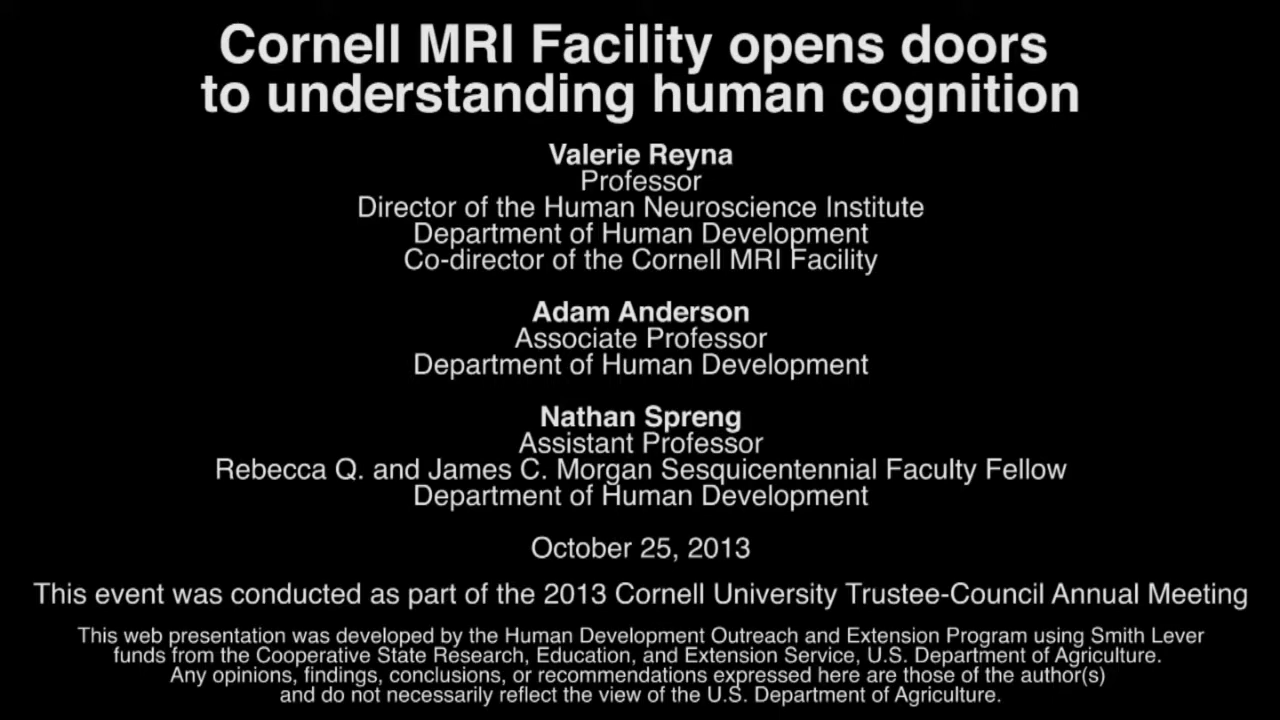 Cornell MRI Facility opens doors
to understanding human cognition
Valerie Reyna
Professor
Director of the Human Neuroscience Institute
Department of Human Development
Co-director of the Cornell MRI Facility
Adam Anderson
Associate Professor
Department of Human Development
Nathan Spreng
Assistant Professor
Rebecca Q. and James C. Morgan Sesquicentennial Faculty Fellow
Department of Human Development
October 25, 2013
This event was conducted as part of the 2013 Cornell University Trustee-Council Annual Meeting
This web presentation was developed by the Human Development Outreach and Extension Program using Smith Lever
funds from the Cooperative State Research, Education, and Extension Service, U.S. Department of Agriculture.
Any opinions, findings, conclusions, or recommendations expressed here are those of the author(s)
and do not necessarily reflect the view of the U.S. Department of Agriculture.